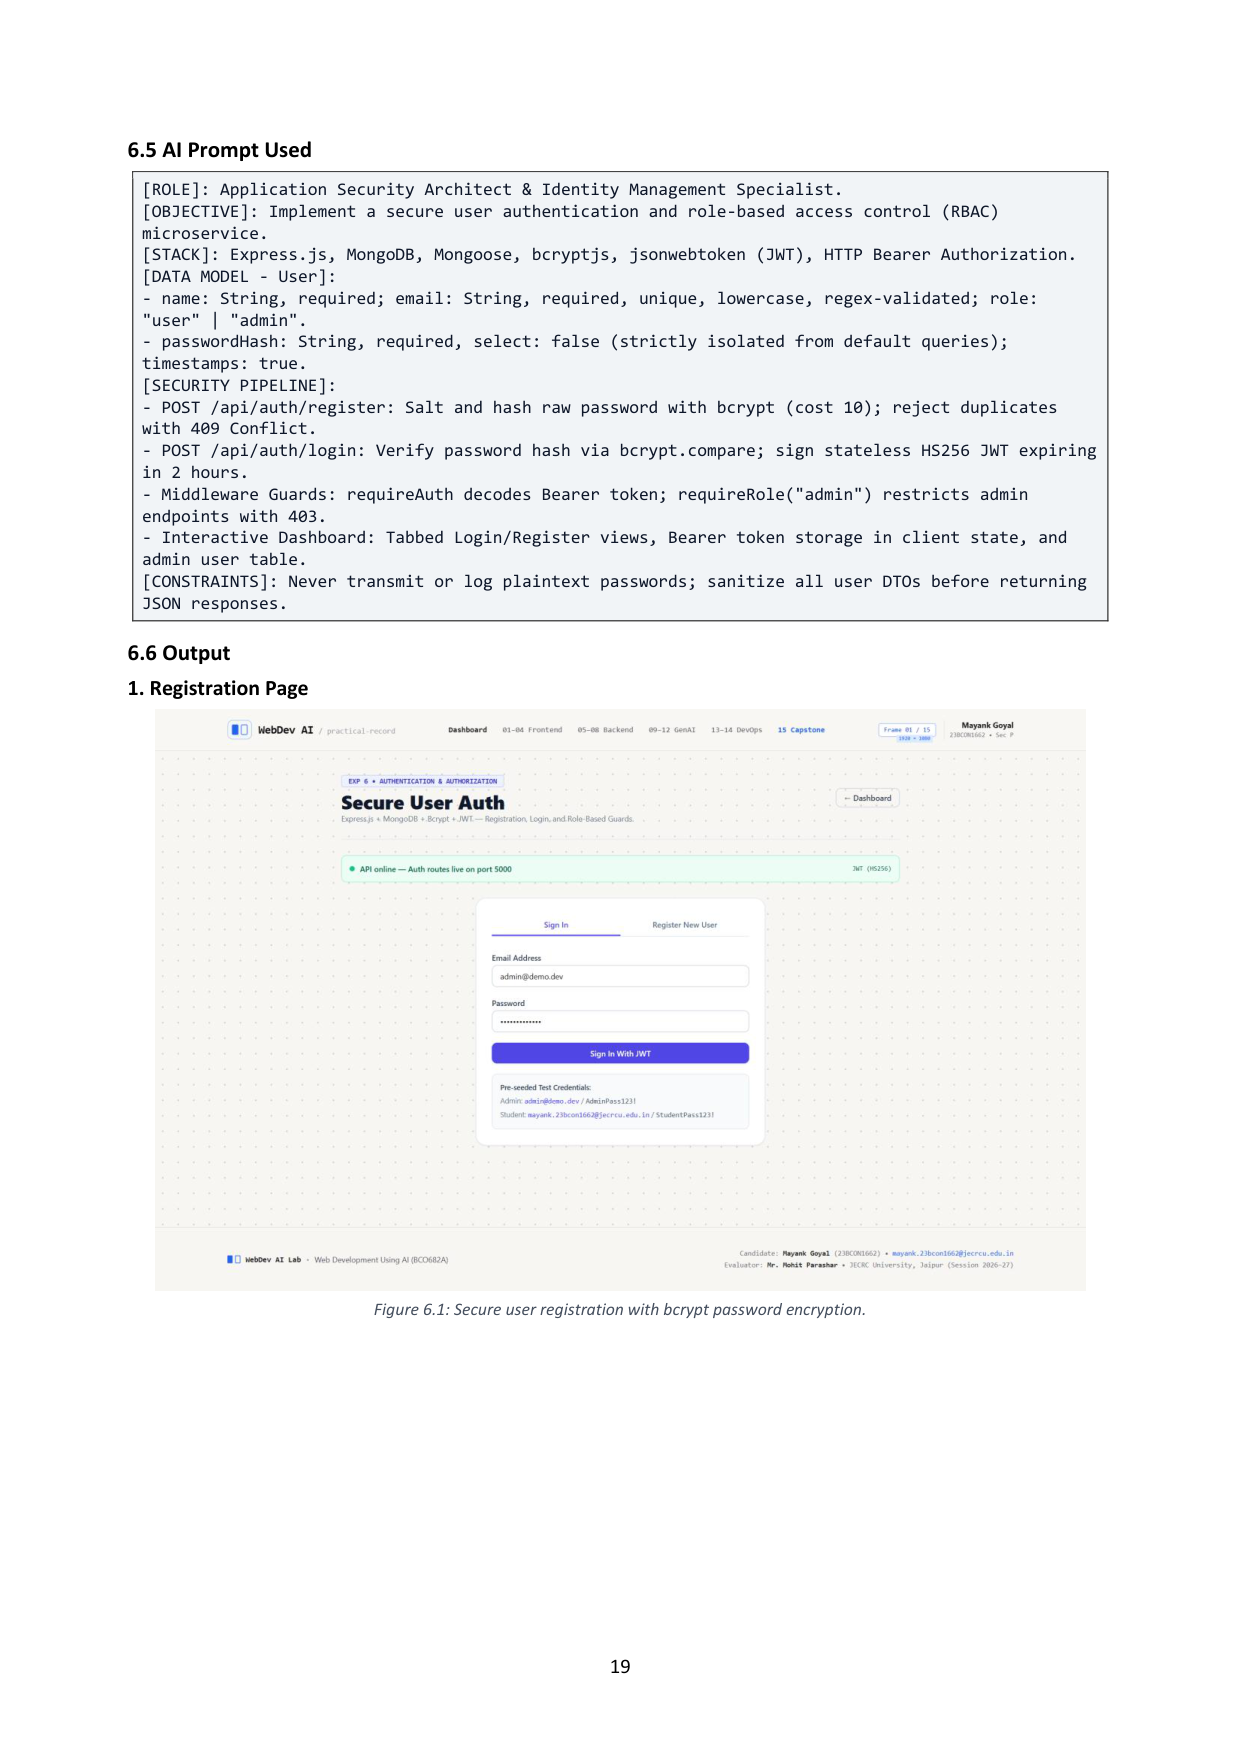 6.5 AI Prompt Used
[ROLE]: Application Security Architect & Identity Management Specialist.
[OBJECTIVE]: Implement a secure user authentication and role-based access control (RBAC)
microservice.
[STACK]: Express.js, MongoDB, Mongoose, bcryptjs, jsonwebtoken (JWT), HTTP Bearer Authorization.
[DATA MODEL - User]:
- name: String, required; email: String, required, unique, lowercase, regex-validated; role:
"user" | "admin".
- passwordHash: String, required, select: false (strictly isolated from default queries);
timestamps: true.
[SECURITY PIPELINE]:
- POST /api/auth/register: Salt and hash raw password with bcrypt (cost 10); reject duplicates
with 409 Conflict.
- POST /api/auth/login: Verify password hash via bcrypt.compare; sign stateless HS256 JWT expiring
in 2 hours.
- Middleware Guards: requireAuth decodes Bearer token; requireRole("admin") restricts admin
endpoints with 403.
- Interactive Dashboard: Tabbed Login/Register views, Bearer token storage in client state, and
admin user table.
[CONSTRAINTS]: Never transmit or log plaintext passwords; sanitize all user DTOs before returning
JSON responses.
6.6 Output
1. Registration Page
WebDev AI / practical-record Dashboard 01-04 Frontend 05-08 Backend 09-12 GenAI 13-14 DevOps 15 Capstone Frame 01 / 15 Mayank Goyal
1920 × 1080 23BCON1662 • Sec P
EXP 6 • AUTHENTICATION & AUTHORIZATION
Secure User Auth
← Dashboard
Express.js + MongoDB + Bcrypt + JWT — Registration, Login, and Role-Based Guards.
API online — Auth routes live on port 5000 JWT (HS256)
Sign In Register New User
Email Address
admin@demo.dev
Password
•••••••••••••
Sign In With JWT
Pre-seeded Test Credentials:
Admin: admin@demo.dev / AdminPass123!
Student: mayank.23bcon1662@jecrcu.edu.in / StudentPass123!
WebDev AI Lab - Web Development Using AI (BCO682A)
Candidate: Mayank Goyal (23BCON1662) • mayank.23bcon1662@jecrcu.edu.in
Evaluator: Mr. Mohit Parashar • JECRC University, Jaipur (Session 2026-27)
Figure 6.1: Secure user registration with bcrypt password encryption.
19